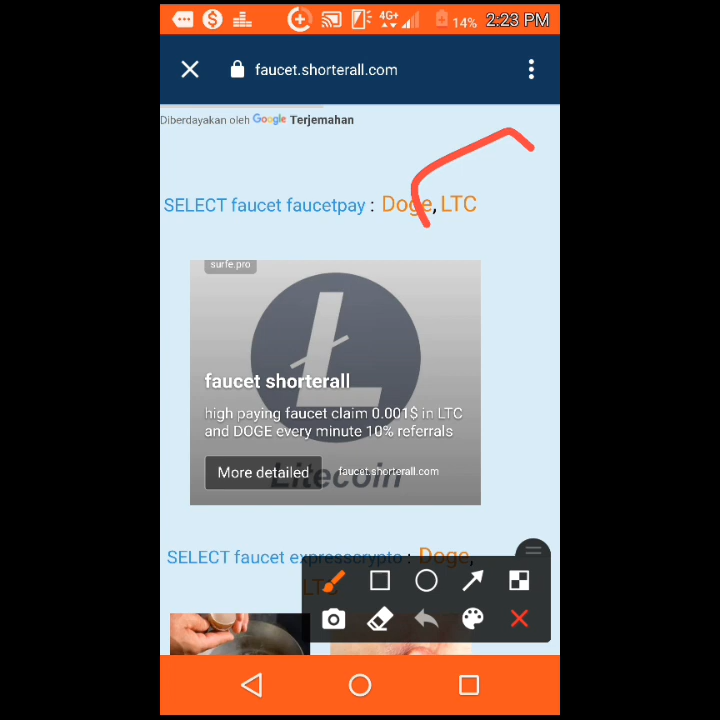 4G+
14%
2:23 PM
faucet.shorterall.com
Diberdayakan oleh Google Terjemahan
SELECT faucet faucetpay : Doge, LTC
surfe.pro
faucet shorterall
high paying faucet claim 0.001$ in LTC
and DOGE every minute 10% referrals
More detailed
faucet.shorterall.com
Litecoin
SELECT faucet expresscrypto : Doge,
LTC